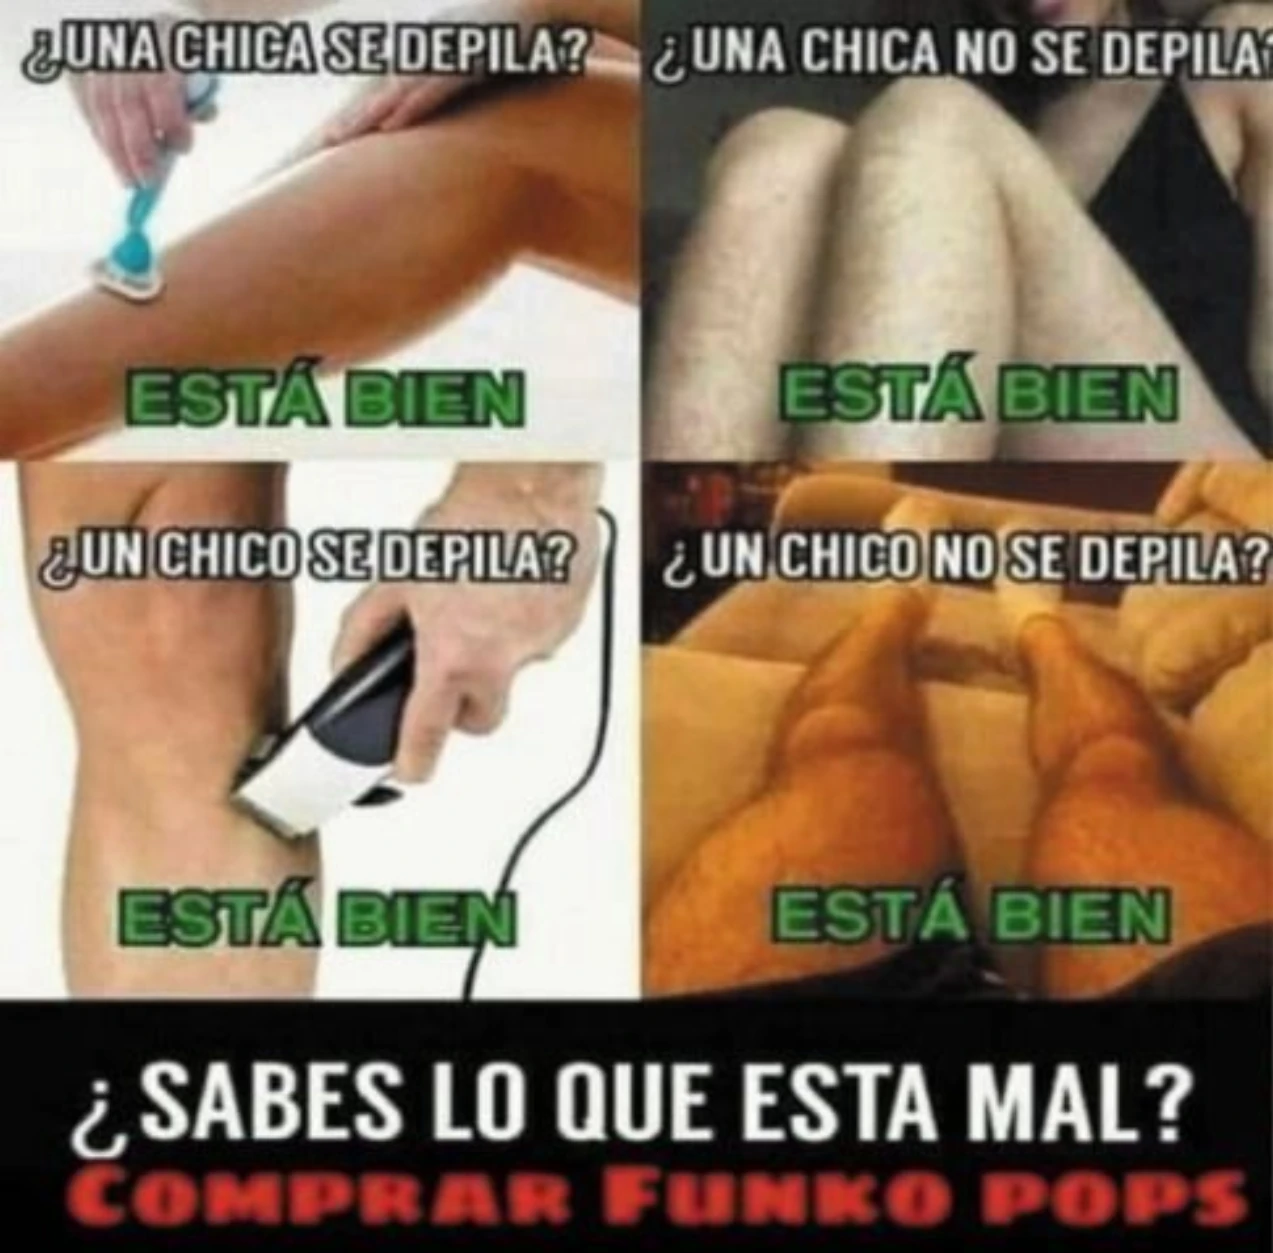 ¿UNA CHICA SE DEPILA?
¿UNA CHICA NO SE DEPILA?
ESTÁ BIEN
ESTÁ BIEN
¿UN CHICO SE DEPILA?
¿UN CHICO NO SE DEPILA?
ESTÁ BIEN
ESTÁ BIEN
¿SABES LO QUE ESTA MAL?
COMPRAR FUNKO POPS